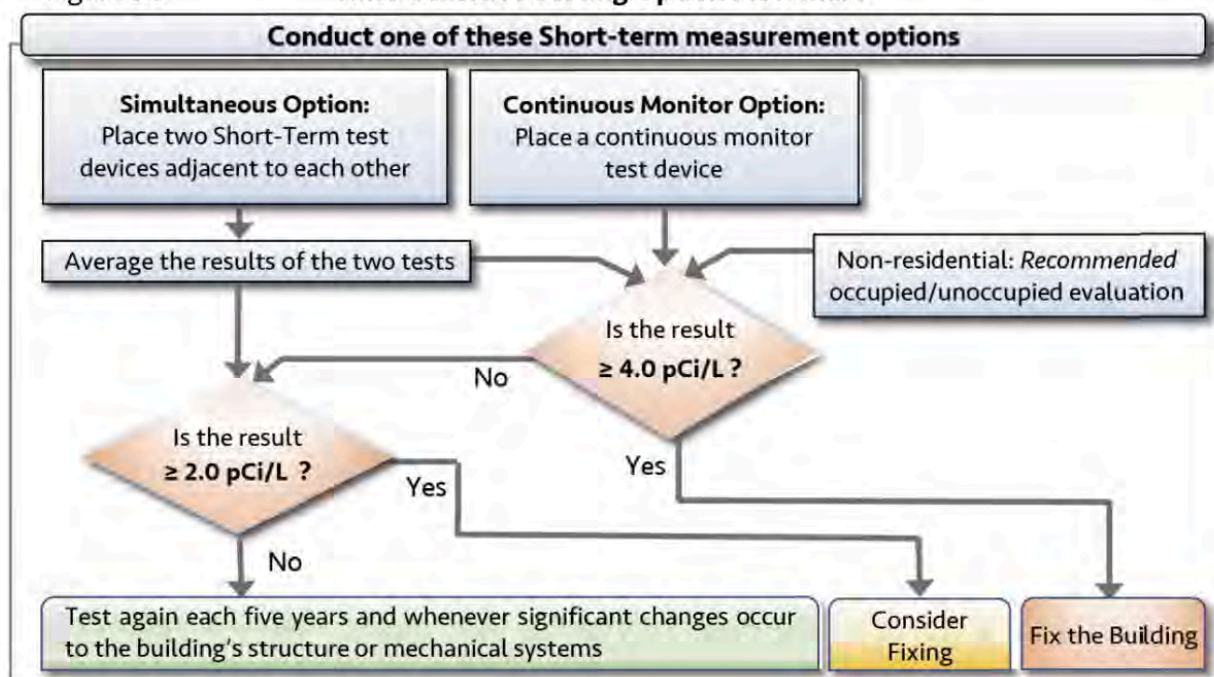 Conduct one of these Short-term measurement options
Simultaneous Option:
Place two Short-Term test
devices adjacent to each other
Continuous Monitor Option:
Place a continuous monitor
test device
Average the results of the two tests
Non-residential: Recommended
occupied/unoccupied evaluation
Is the result
≥ 4.0 pCi/L ?
No
Is the result
≥ 2.0 pCi/L ?
Yes
Yes
No
Test again each five years and whenever significant changes occur
to the building's structure or mechanical systems
Consider
Fixing
Fix the Building